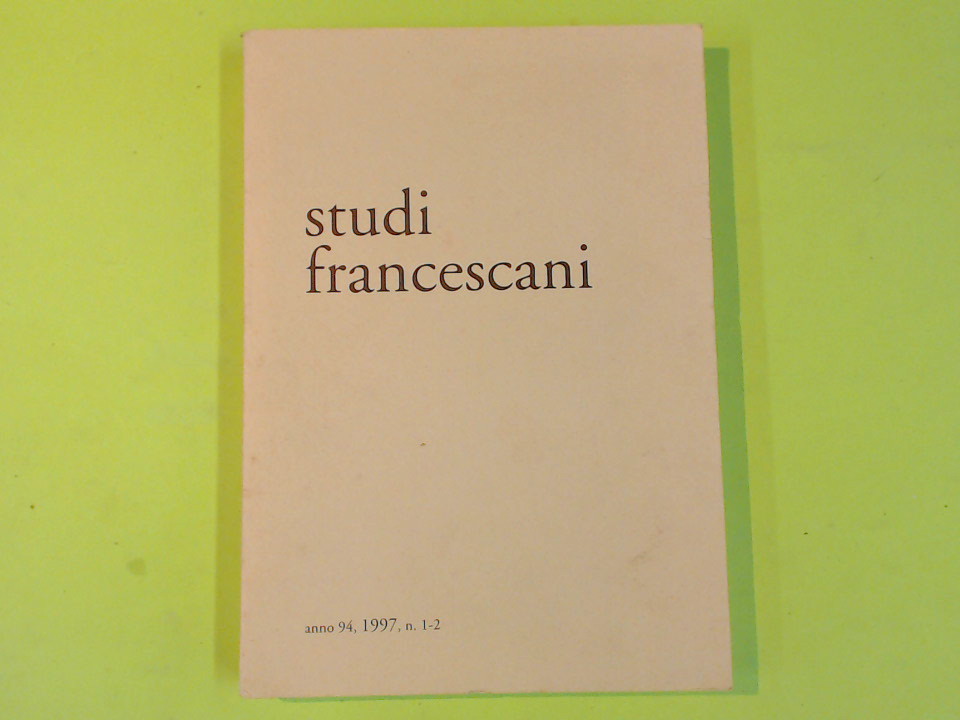 studi
francescani
anno 94, 1997, n. 1-2